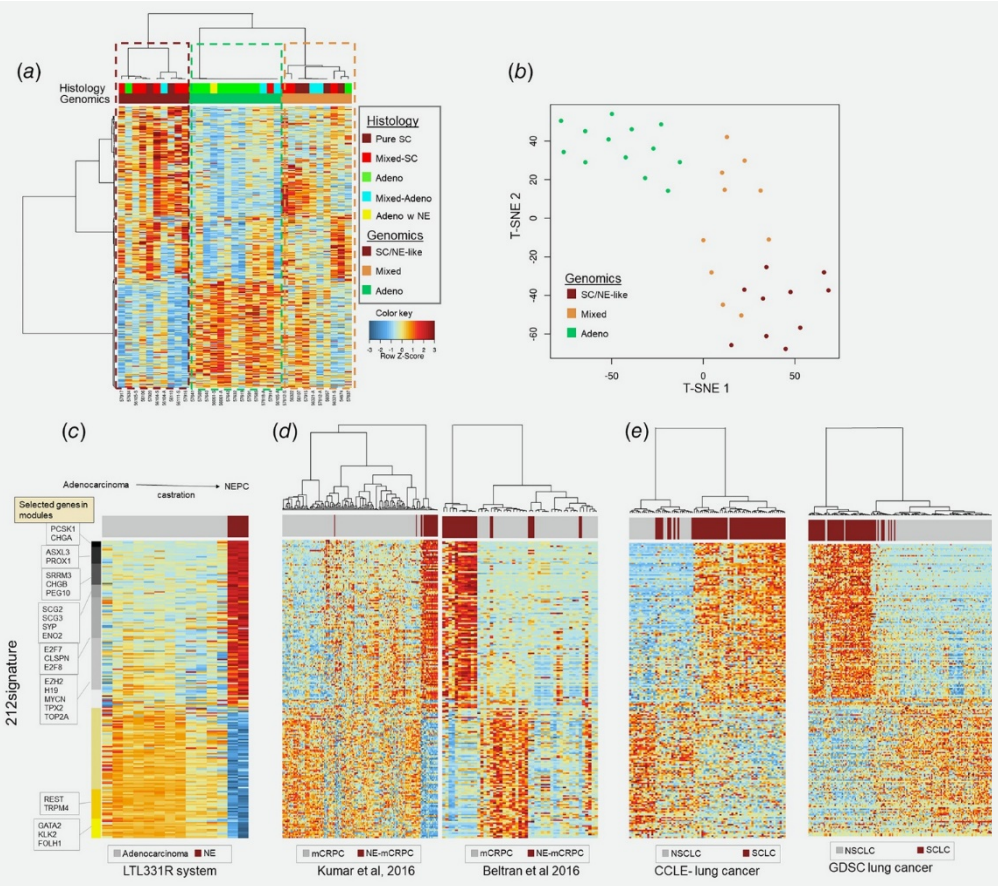 (a)
Histology
Genomics
Histology
Pure SC
Mixed-SC
Adeno
Mixed-Adeno
Adeno w NE
Genomics
SC/NE-like
Mixed
Adeno
Color key
-3 -2 -1 0 1 2 3
Row Z-Score
(b)
T-SNE 2
40
20
0
-20
-40
-60
Genomics
SC/NE-like
Mixed
Adeno
-50 0 50
T-SNE 1
(c)
Adenocarcinoma
NEPC
castration
Selected genes in
modules
PCSK1
CHGA
ASXL3
PROX1
SRRM3
CHGB
PEG10
SCG2
SCG3
SYP
ENO2
E2F7
CLSPN
E2F8
EZH2
H19
MYCN
TPX2
TOP2A
REST
TRPM4
GATA2
KLK2
FOLH1
212signature
Adenocarcinoma NE
LTL331R system
(d)
mCRPC NE-mCRPC
Kumar et al, 2016
mCRPC NE-mCRPC
Beltran et al 2016
(e)
NSCLC SCLC
CCLE- lung cancer
NSCLC SCLC
GDSC lung cancer